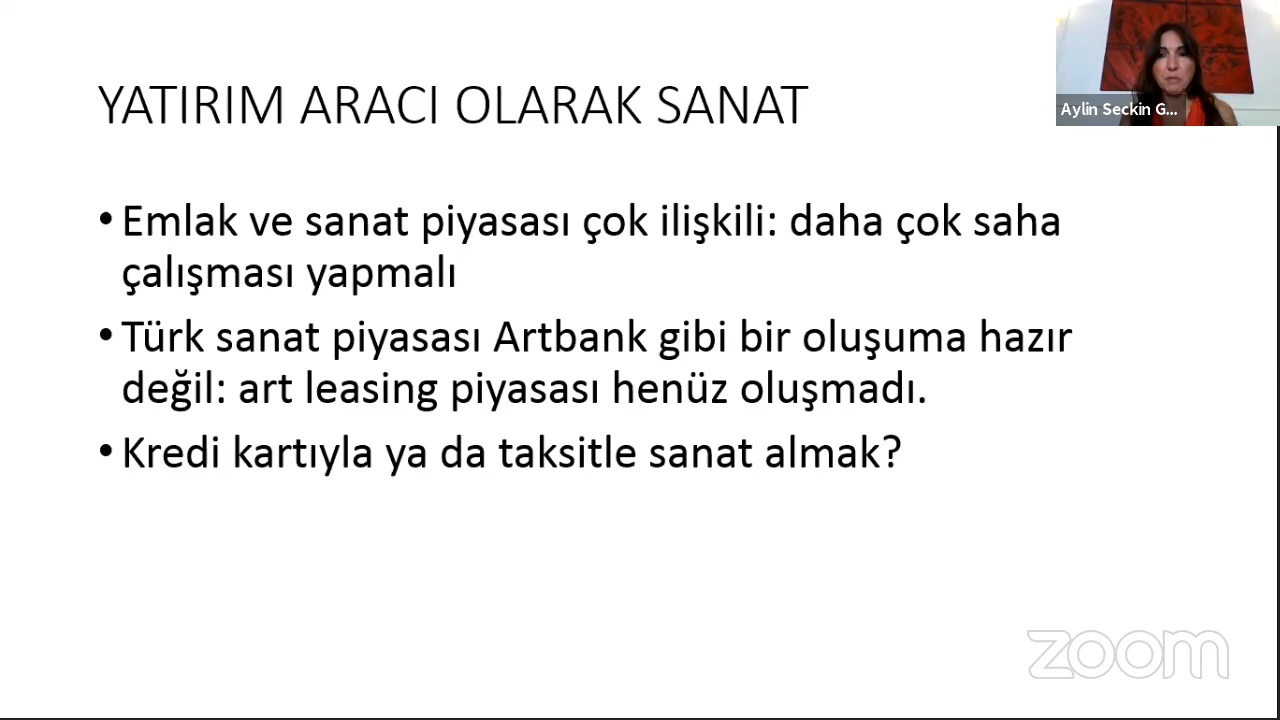 YATIRIM ARACI OLARAK SANAT
Aylin Seckin G...
• Emlak ve sanat piyasası çok ilişkili: daha çok saha
çalışması yapmalı
• Türk sanat piyasası Artbank gibi bir oluşuma hazır
değil: art leasing piyasası henüz oluşmadı.
• Kredi kartıyla ya da taksitle sanat almak?
zoom